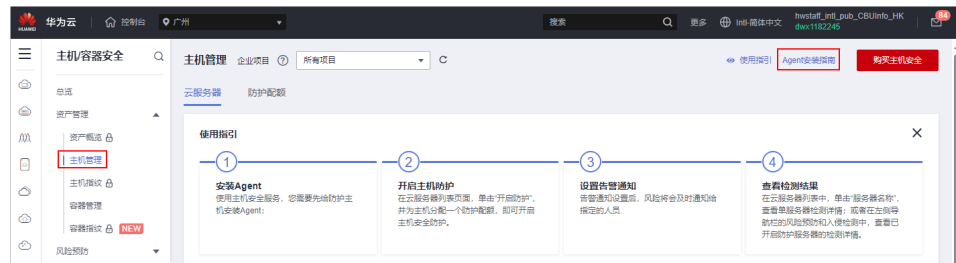 HUAWEI
华为云
控制台
广州
搜索
更多
Intl-简体中文
hwstaff_intl_pub_CBUInfo_HK
dwx1182245
84
主机/容器安全
总览
资产管理
资产概览
主机管理
主机指纹
容器管理
容器指纹 NEW
风险预防
主机管理 企业项目 所有项目
使用指引 Agent安装指南 购买主机安全
云服务器 防护配额
使用指引
1
安装Agent
使用主机安全服务，您需要先给防护主
机安装Agent;
2
开启主机防护
在云服务器列表页面，单击“开启防护”，
并为主机分配一个防护配额，即可开启
主机安全防护。
3
设置告警通知
告警通知设置后，风险将会及时通知给
指定的人员.
4
查看检测结果
在云服务器列表中，单击“服务器名称”，
查看单服务器检测详情；或者在左侧导
航栏的风险预防和入侵检测中，查看已
开启防护服务器的检测详情。